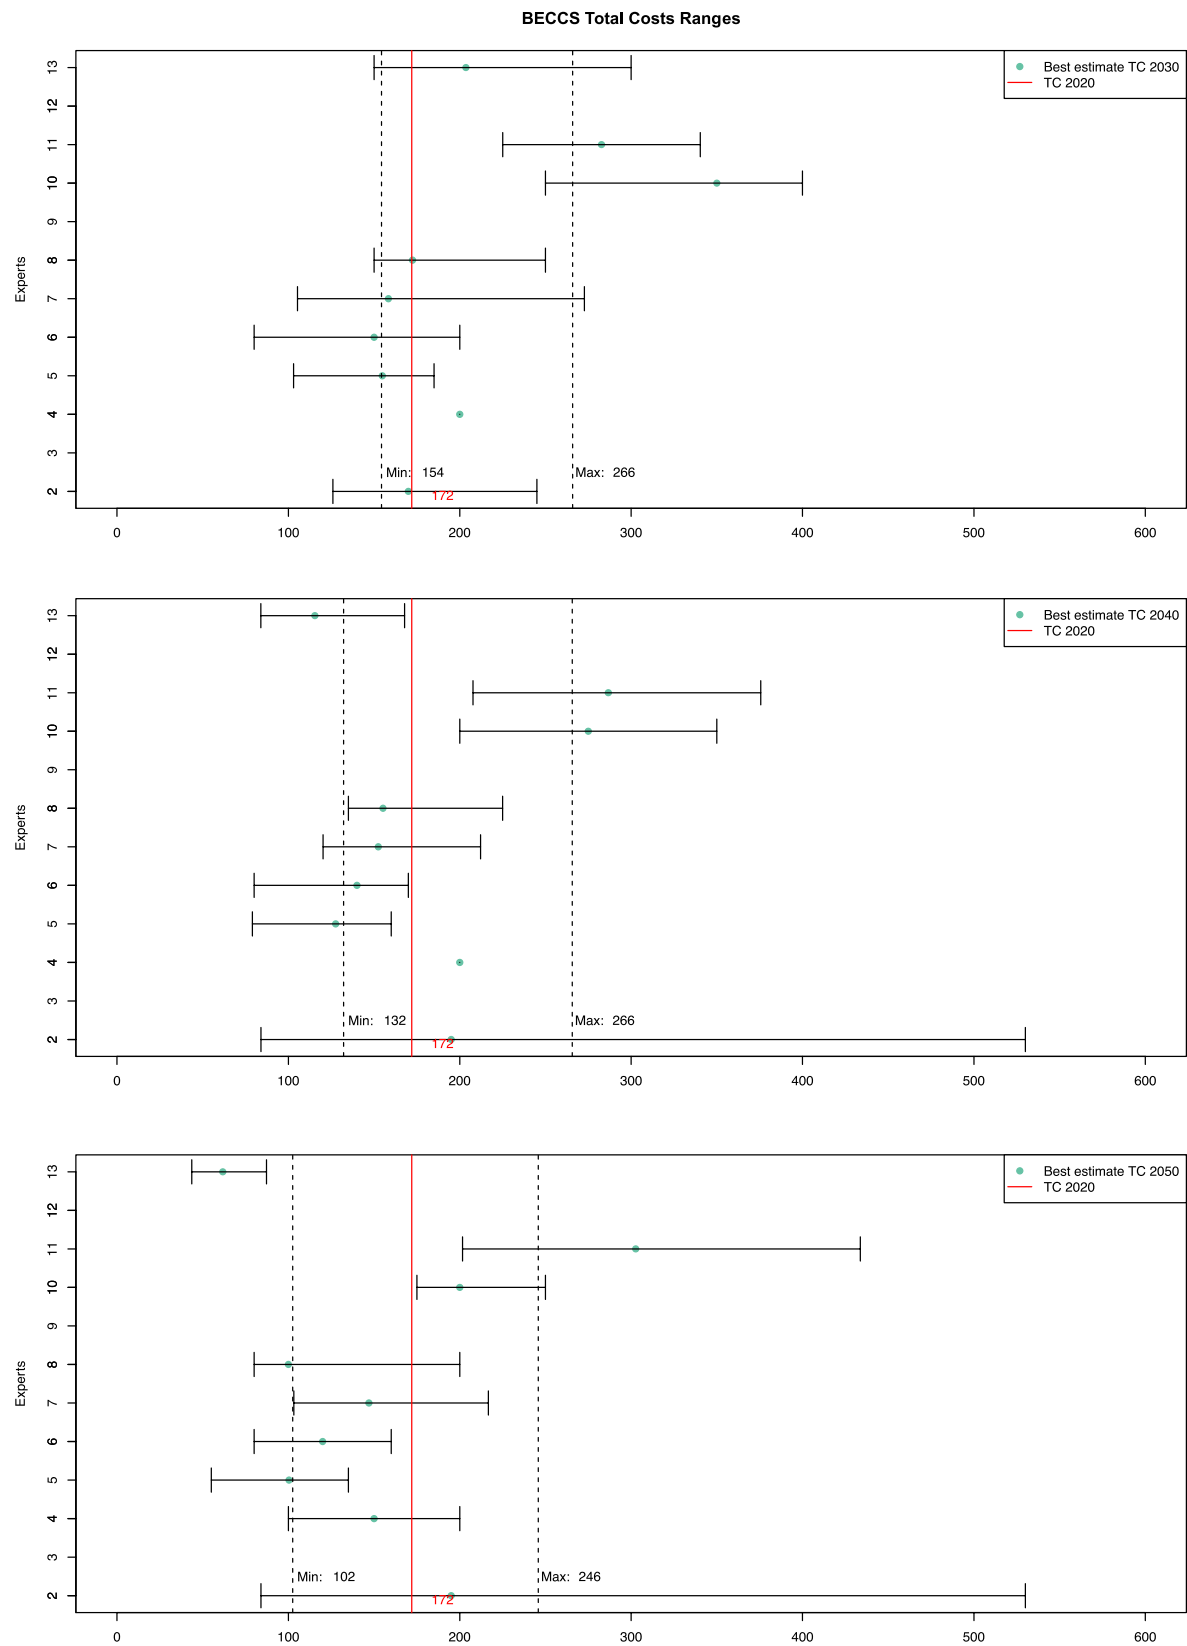 BECCS Total Costs Ranges
Best estimate TC 2030
TC 2020
13
12
11
10
9
8
7
6
5
4
3
2
Experts
Min: 154
Max: 266
172
0 100 200 300 400 500 600
Best estimate TC 2040
TC 2020
13
12
11
10
9
8
7
6
5
4
3
2
Experts
Min: 132
Max: 266
172
0 100 200 300 400 500 600
Best estimate TC 2050
TC 2020
13
12
11
10
9
8
7
6
5
4
3
2
Experts
Min: 102
Max: 246
172
0 100 200 300 400 500 600